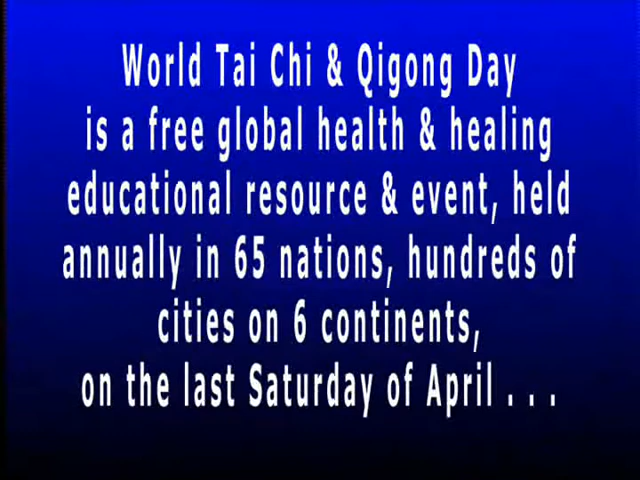 World Tai Chi & Qigong Day
is a free global health & healing
educational resource & event, held
annually in 65 nations, hundreds of
cities on 6 continents,
on the last Saturday of April . . .